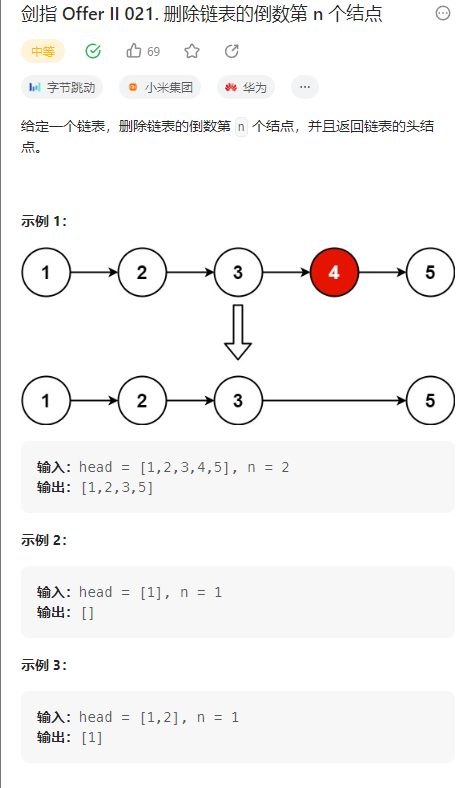 剑指 Offer II 021. 删除链表的倒数第 n 个结点
中等 69
字节跳动 小米集团 华为 ···
给定一个链表，删除链表的倒数第 n 个结点，并且返回链表的头结
点。
示例 1：
1 2 3 4 5
1 2 3 5
输入：head = [1,2,3,4,5], n = 2
输出：[1,2,3,5]
示例 2：
输入：head = [1], n = 1
输出：[]
示例 3：
输入：head = [1,2], n = 1
输出：[1]